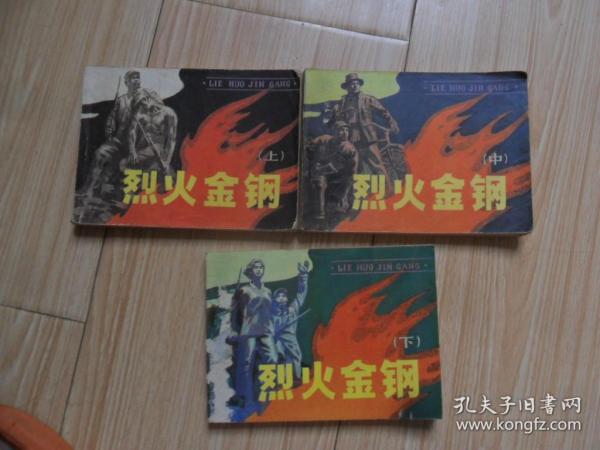 · LIE HUO JIN GANG ·
(上)
烈火金钢
· LIE HUO JIN GANG ·
(中)
烈火金钢
· LIE HUO JIN GANG ·
(下)
烈火金钢
孔夫子旧书网
www.kongfz.com